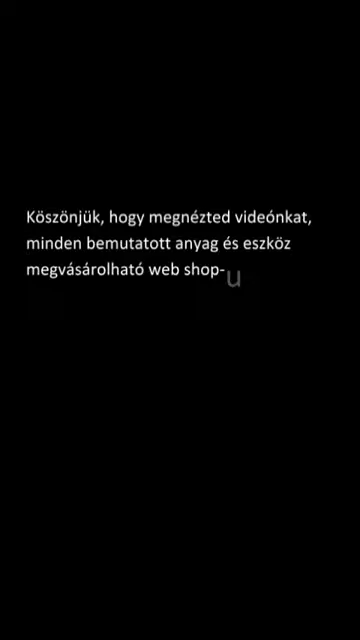 Köszönjük, hogy megnézted videónkat,
minden bemutatott anyag és eszköz
megvásárolható web shop-u